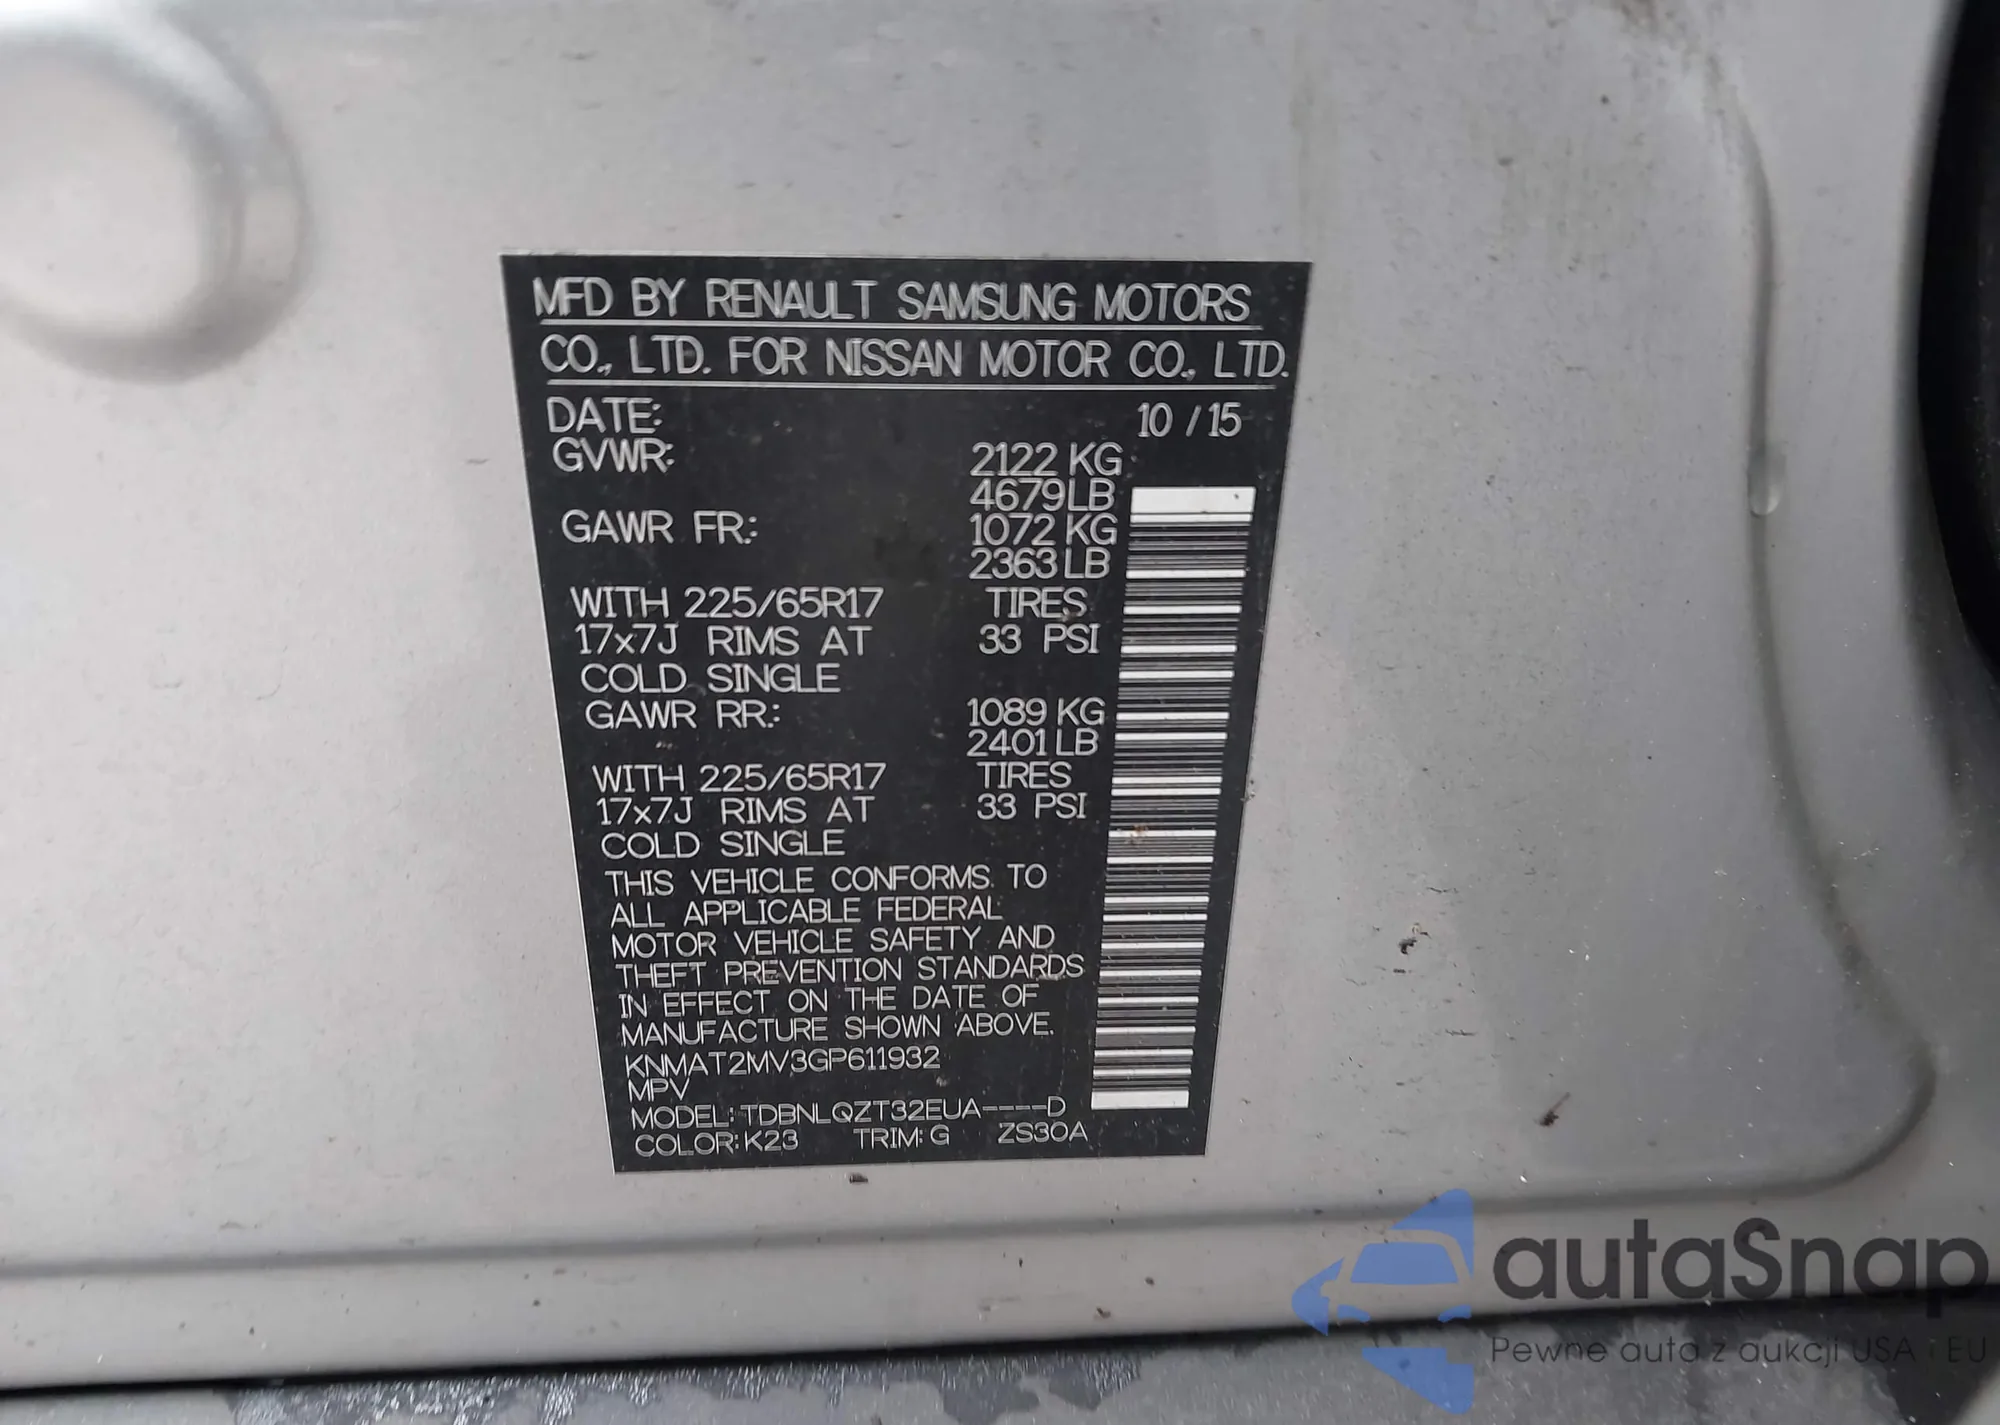 MFD BY RENAULT SAMSUNG MOTORS
CO., LTD. FOR NISSAN MOTOR CO., LTD.
DATE: 10 / 15
GVWR: 2122 KG
4679 LB
GAWR FR: 1072 KG
2363 LB
WITH 225/65R17 TIRES
17x7J RIMS AT 33 PSI
COLD SINGLE
GAWR RR: 1089 KG
2401 LB
WITH 225/65R17 TIRES
17x7J RIMS AT 33 PSI
COLD SINGLE
THIS VEHICLE CONFORMS TO
ALL APPLICABLE FEDERAL
MOTOR VEHICLE SAFETY AND
THEFT PREVENTION STANDARDS
IN EFFECT ON THE DATE OF
MANUFACTURE SHOWN ABOVE.
KNMAT2MV3GP611932
MPV
MODEL: TDBNLQZT32EUA----D
COLOR: K23 TRIM: G ZS30A
autaSnap
Pewne auta z aukcji USA i EU